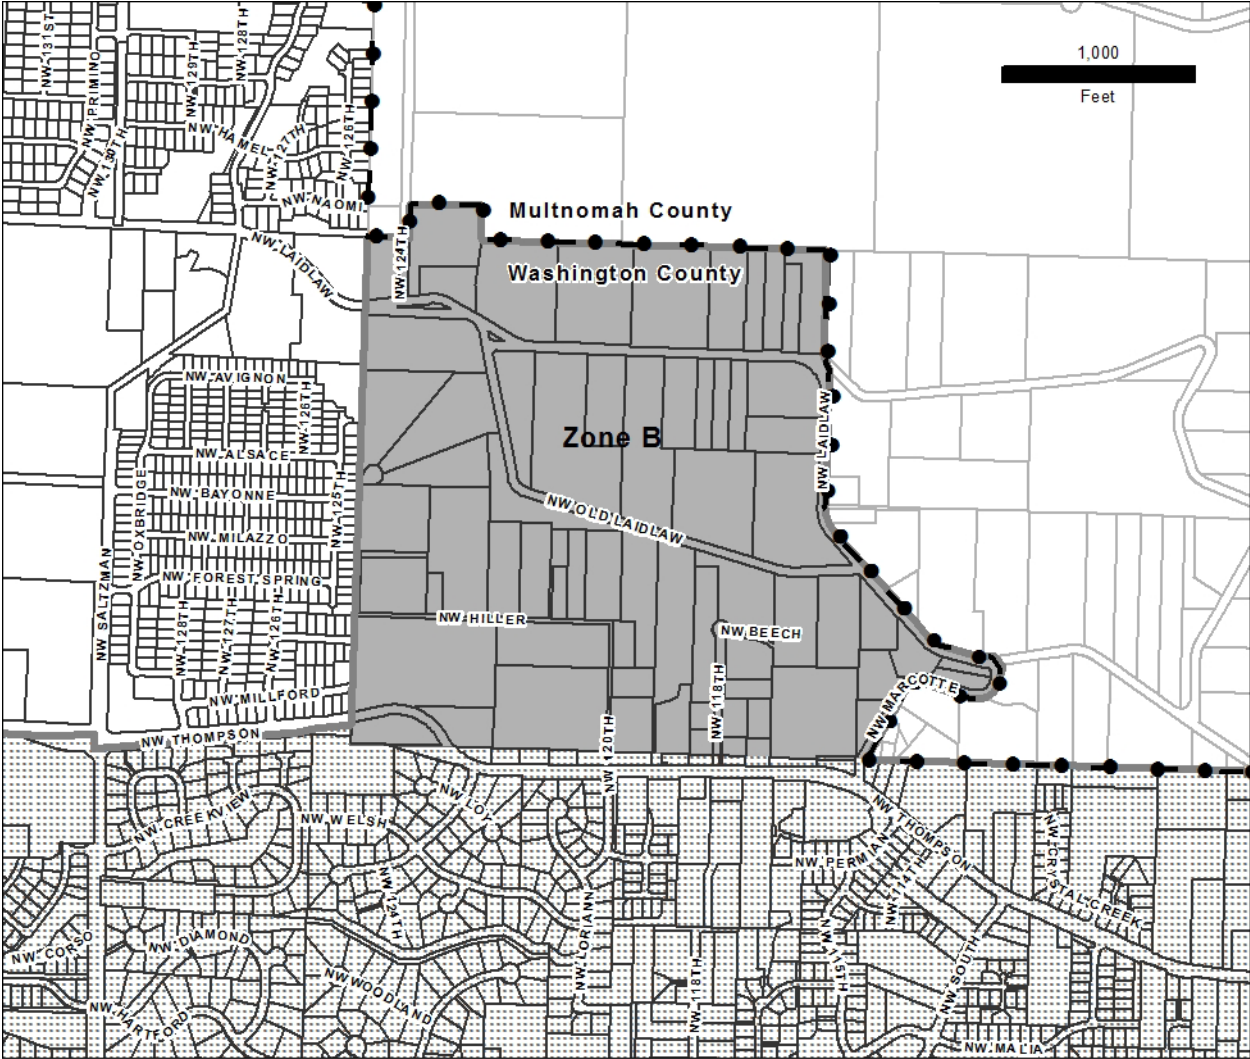 NW 131ST
NW PRIMINO
NW 129TH
NW 128TH
1,000
Feet
NW HAMEL
NW 127TH
NW 126TH
NW 130TH
NW NAOMI
Multnomah County
NW LAIDLAW
NW 124TH
Washington County
NW AVIGNON
NW 126TH
NW LAIDLAW
Zone B
NW ALSACE
NW BAYONNE
NW OXBRIDGE
NW 125TH
NW OLD LAIDLAW
NW MILAZZO
NW FOREST SPRING
NW SALTZMAN
NW 128TH
NW 127TH
NW 126TH
NW HILLER
NW BEECH
NW MILLFORD
NW 118TH
NW MARCOTTE
NW THOMPSON
NW 120TH
NW CREEKVIEW
NW WELSH
NW LOY
NW THOMPSON
NW PERMIAN
NW 114TH
NW CRYSTAL CREEK
NW 124TH
NW LORIANN
NW CORSO
NW DIAMOND
NW 115TH
NW SOUTH
NW WOODLAND
NW 118TH
NW HARTFORD
NW MALIA